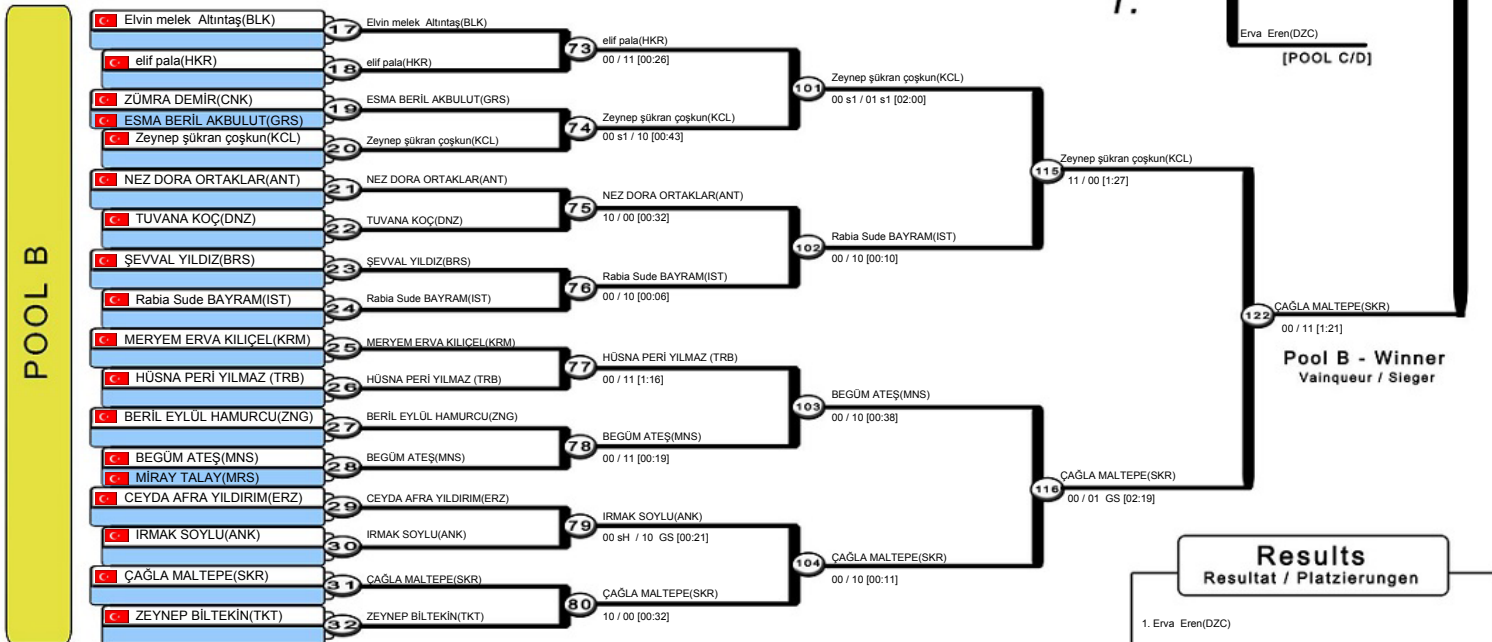 POOL B
Elvin melek Altıntaş(BLK)
elif pala(HKR)
ZÜMRA DEMİR(CNK)
ESMA BERİL AKBULUT(GRS)
Zeynep şükran çoşkun(KCL)
NEZ DORA ORTAKLAR(ANT)
TUVANA KOÇ(DNZ)
ŞEVVAL YILDIZ(BRS)
Rabia Sude BAYRAM(IST)
MERYEM ERVA KILIÇEL(KRM)
HÜSNA PERİ YILMAZ (TRB)
BERİL EYLÜL HAMURCU(ZNG)
BEGÜM ATEŞ(MNS)
MİRAY TALAY(MRS)
CEYDA AFRA YILDIRIM(ERZ)
IRMAK SOYLU(ANK)
ÇAĞLA MALTEPE(SKR)
ZEYNEP BİLTEKİN(TKT)
17
Elvin melek Altıntaş(BLK)
18
elif pala(HKR)
19
ESMA BERİL AKBULUT(GRS)
20
Zeynep şükran çoşkun(KCL)
21
NEZ DORA ORTAKLAR(ANT)
22
TUVANA KOÇ(DNZ)
23
ŞEVVAL YILDIZ(BRS)
24
Rabia Sude BAYRAM(IST)
25
MERYEM ERVA KILIÇEL(KRM)
26
HÜSNA PERİ YILMAZ (TRB)
27
BERİL EYLÜL HAMURCU(ZNG)
28
BEGÜM ATEŞ(MNS)
29
CEYDA AFRA YILDIRIM(ERZ)
30
IRMAK SOYLU(ANK)
31
ÇAĞLA MALTEPE(SKR)
32
ZEYNEP BİLTEKİN(TKT)
73
elif pala(HKR)
00 / 11 [00:26]
74
Zeynep şükran çoşkun(KCL)
00 s1 / 10 [00:43]
75
NEZ DORA ORTAKLAR(ANT)
10 / 00 [00:32]
76
Rabia Sude BAYRAM(IST)
00 / 10 [00:06]
77
HÜSNA PERİ YILMAZ (TRB)
00 / 11 [1:16]
78
BEGÜM ATEŞ(MNS)
00 / 11 [00:19]
79
IRMAK SOYLU(ANK)
00 sH / 10 GS [00:21]
80
ÇAĞLA MALTEPE(SKR)
10 / 00 [00:32]
101
Zeynep şükran çoşkun(KCL)
00 s1 / 01 s1 [02:00]
102
Rabia Sude BAYRAM(IST)
00 / 10 [00:10]
103
BEGÜM ATEŞ(MNS)
00 / 10 [00:38]
104
ÇAĞLA MALTEPE(SKR)
00 / 10 [00:11]
115
Zeynep şükran çoşkun(KCL)
11 / 00 [1:27]
116
ÇAĞLA MALTEPE(SKR)
00 / 01 GS [02:19]
122
ÇAĞLA MALTEPE(SKR)
00 / 11 [1:21]
Pool B - Winner
Vainqueur / Sieger
1.
Erva Eren(DZC)
[POOL C/D]
Results
Resultat / Platzierungen
1. Erva Eren(DZC)